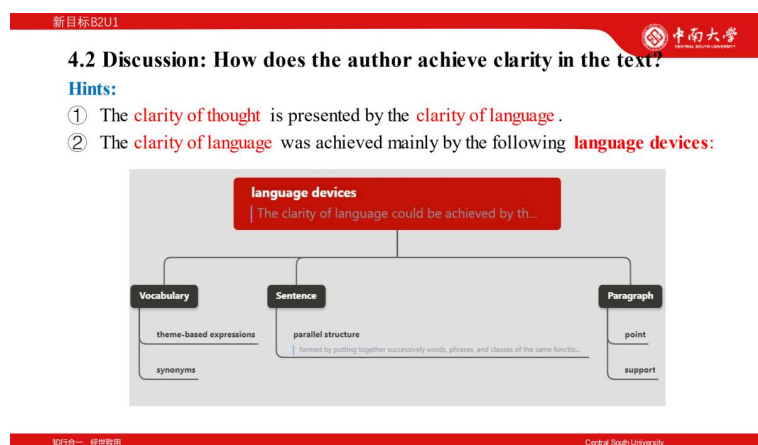 新目标B2U1
中南大学
CENTRAL SOUTH UNIVERSITY
4.2 Discussion: How does the author achieve clarity in the text?
Hints:
① The clarity of thought is presented by the clarity of language.
② The clarity of language was achieved mainly by the following language devices:
language devices
The clarity of language could be achieved by th...
Vocabulary
Sentence
Paragraph
theme-based expressions
parallel structure
point
formed by putting together successively words, phrases, and clauses of the same functio...
synonyms
support
知行合一、经世致用
Central South University